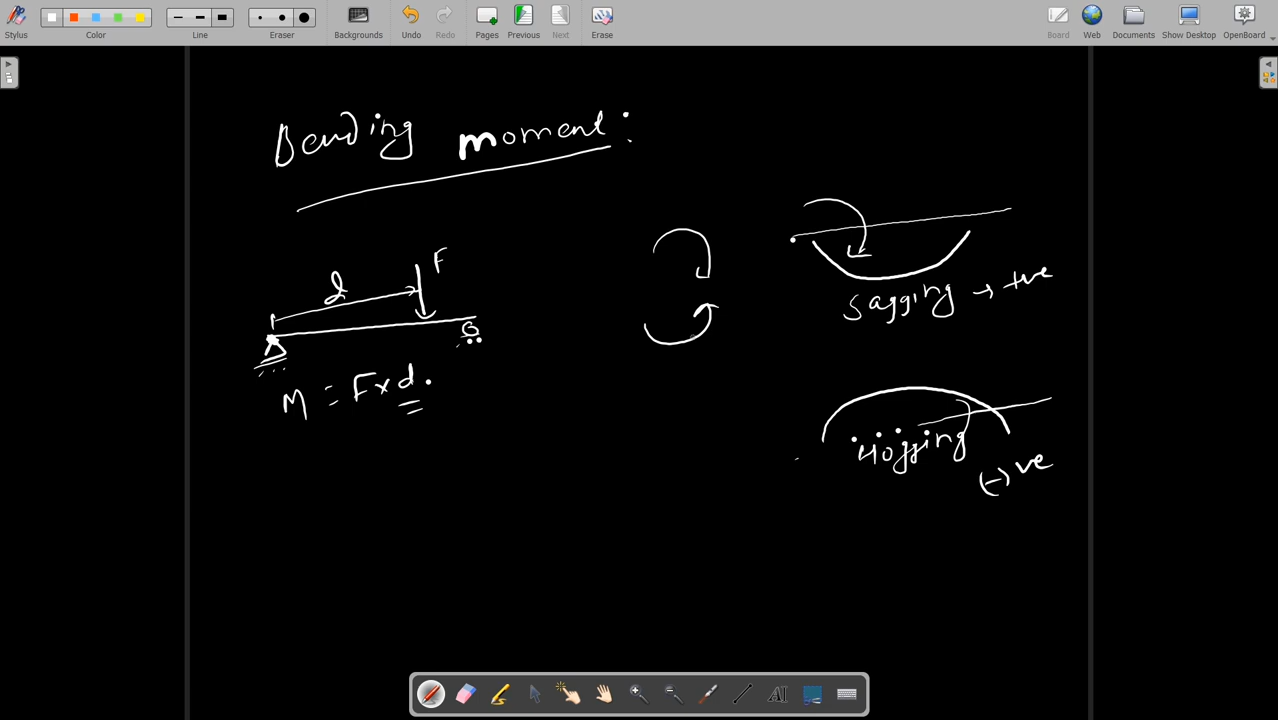 Stylus Color Line Eraser Backgrounds Undo Redo Pages Previous Next Erase Board Web Documents Show Desktop OpenBoard
Bending moment:
d F
M = F x d.
Sagging → +ve
Hogging
(-) ve
AI